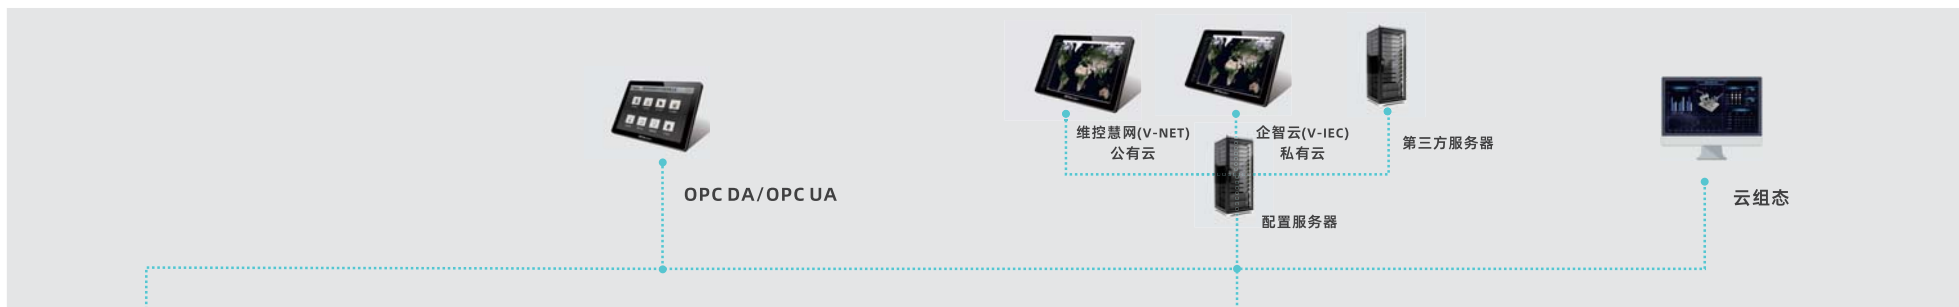 维控慧网(V-NET)
公有云
企智云(V-IEC)
私有云
第三方服务器
OPC DA/OPC UA
云组态
配置服务器